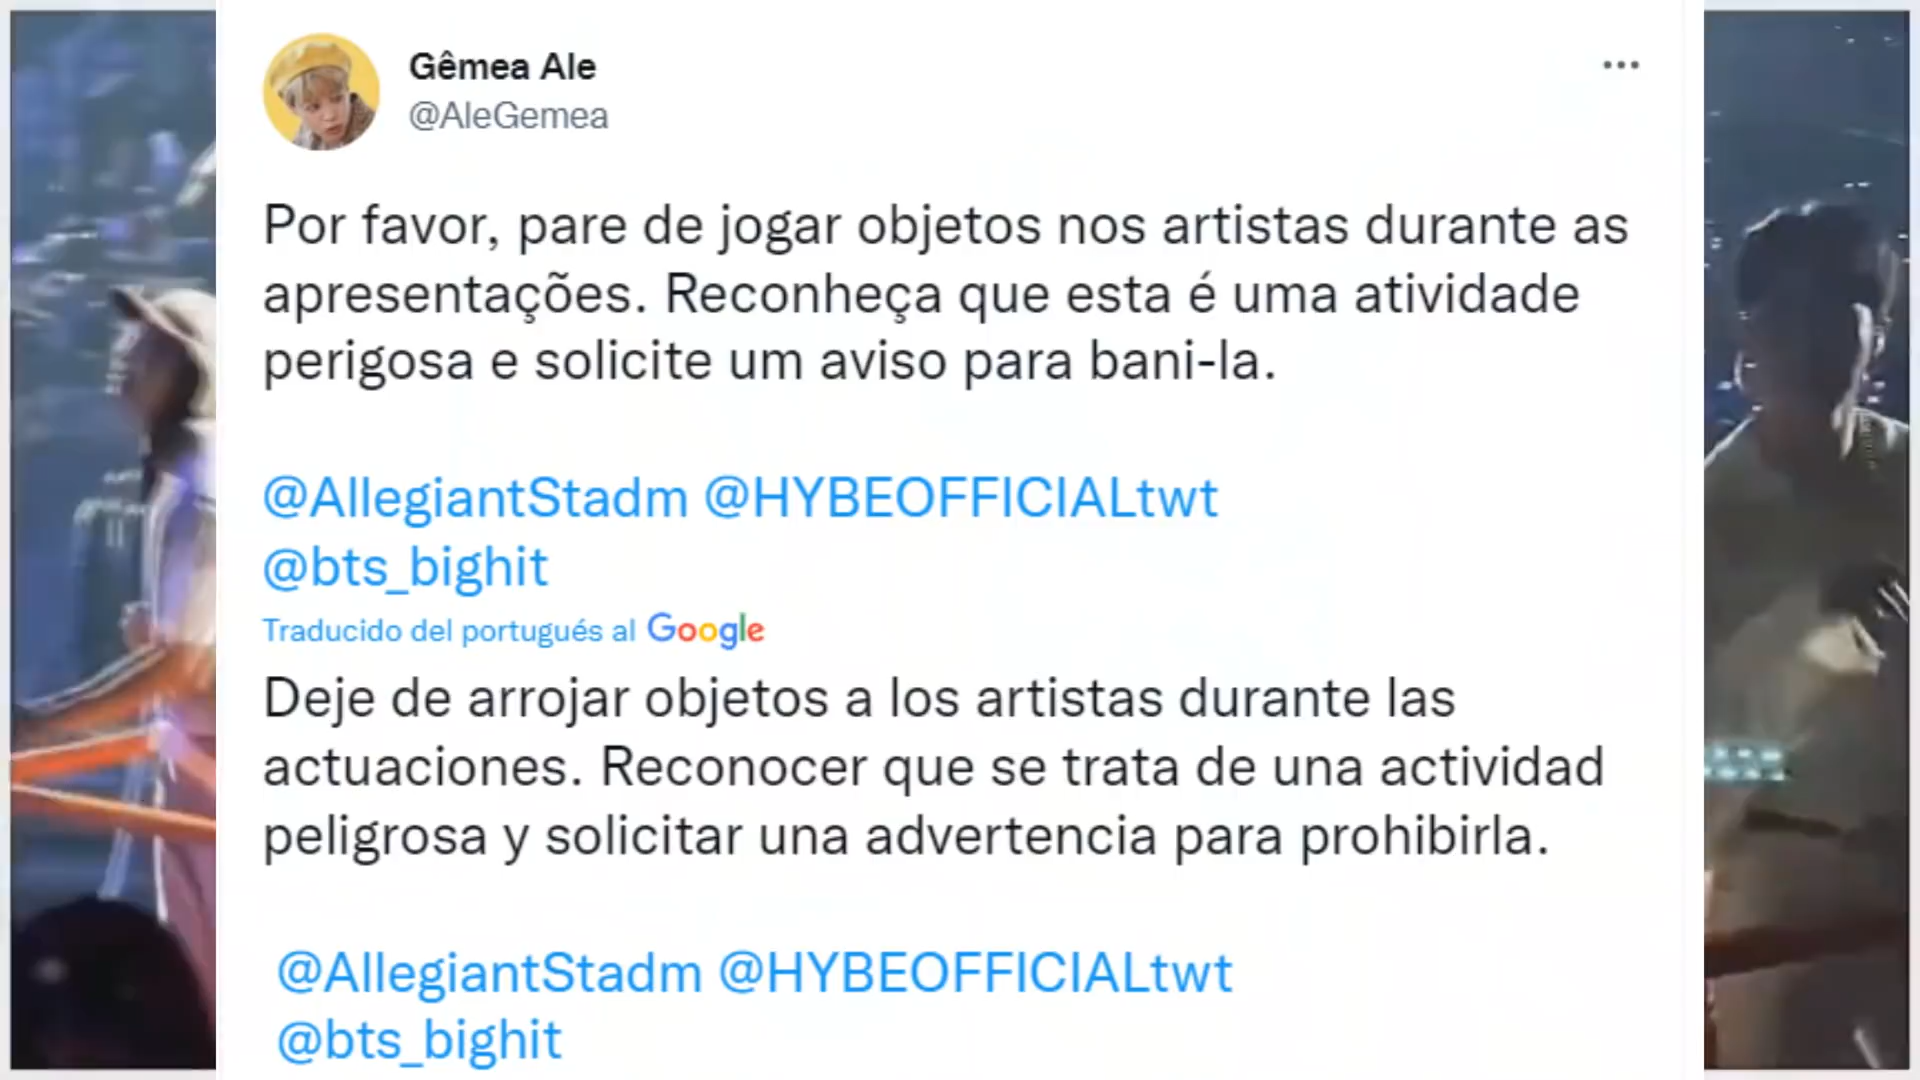 Gêmea Ale
@AleGemea
Por favor, pare de jogar objetos nos artistas durante as
apresentações. Reconheça que esta é uma atividade
perigosa e solicite um aviso para bani-la.
@AllegiantStadm @HYBEOFFICIALtwt
@bts_bighit
Traducido del portugués al Google
Deje de arrojar objetos a los artistas durante las
actuaciones. Reconocer que se trata de una actividad
peligrosa y solicitar una advertencia para prohibirla.
@AllegiantStadm @HYBEOFFICIALtwt
@bts_bighit